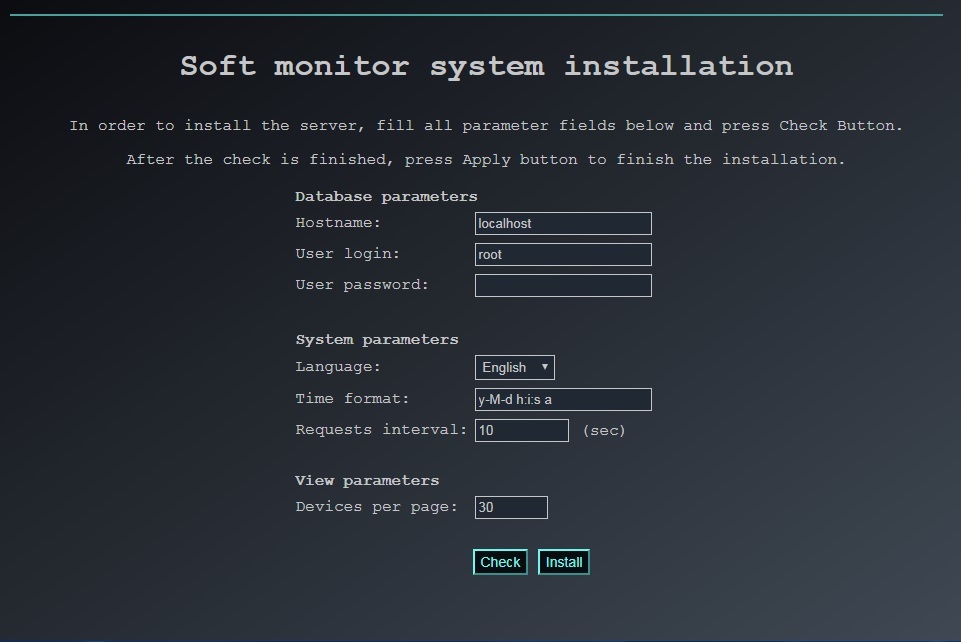 Soft monitor system installation
In order to install the server, fill all parameter fields below and press Check Button.
After the check is finished, press Apply button to finish the installation.
Database parameters
Hostname: localhost
User login: root
User password:
System parameters
Language: English
Time format: y-M-d h:i:s a
Requests interval: 10 (sec)
View parameters
Devices per page: 30
Check Install